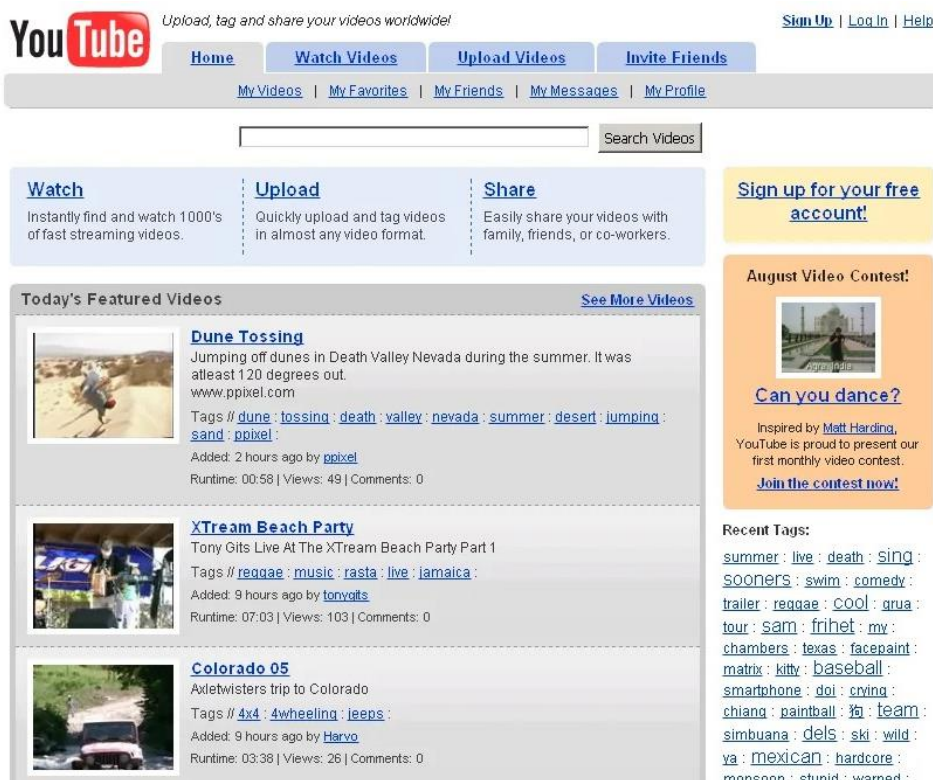 YouTube
Upload, tag and share your videos worldwide!
Sign Up | Log In | Help
Home
Watch Videos
Upload Videos
Invite Friends
My Videos | My Favorites | My Friends | My Messages | My Profile
Search Videos
Watch
Instantly find and watch 1000's
of fast streaming videos.
Upload
Quickly upload and tag videos
in almost any video format.
Share
Easily share your videos with
family, friends, or co-workers.
Sign up for your free
account!
Today's Featured Videos
See More Videos
Dune Tossing
Jumping off dunes in Death Valley Nevada during the summer. It was
atleast 120 degrees out.
www.ppixel.com
Tags // dune : tossing : death : valley : nevada : summer : desert : jumping :
sand : ppixel :
Added: 2 hours ago by ppixel
Runtime: 00:58 | Views: 49 | Comments: 0
XTream Beach Party
Tony Gits Live At The XTream Beach Party Part 1
Tags // reggae : music : rasta : live : jamaica :
Added: 9 hours ago by tonygits
Runtime: 07:03 | Views: 103 | Comments: 0
Colorado 05
Axletwisters trip to Colorado
Tags // 4x4 : 4wheeling : jeeps :
Added: 9 hours ago by Harvo
Runtime: 03:38 | Views: 26 | Comments: 0
August Video Contest!
Agra, India
Can you dance?
Inspired by Matt Harding,
YouTube is proud to present our
first monthly video contest.
Join the contest now!
Recent Tags:
summer : live : death : sing :
sooners : swim : comedy :
trailer : reggae : cool : grua :
tour : sam : frihet : my :
chambers : texas : facepaint :
matrix : kitty : baseball :
smartphone : doi : crying :
chiang : paintball : 狗 : team :
simbuana : dels : ski : wild :
ya : mexican : hardcore :
monsoon : stupid : warned :